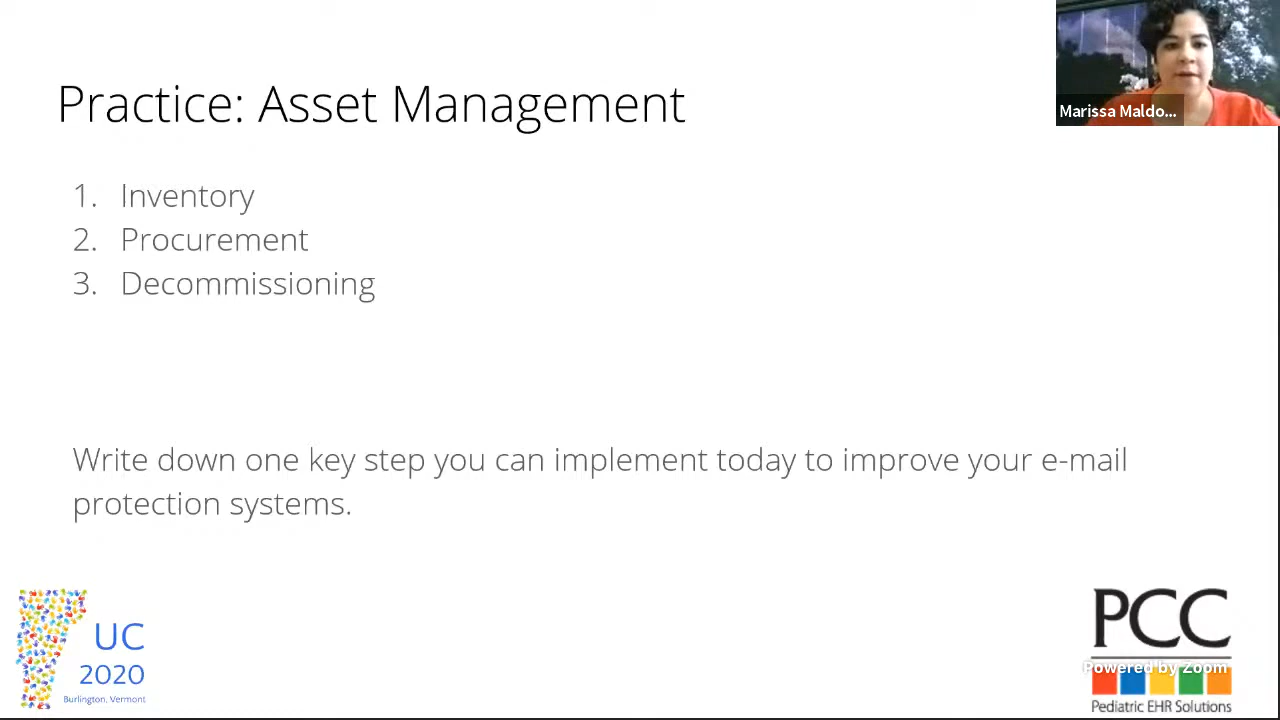 Practice: Asset Management
Marissa Maldo...
1. Inventory
2. Procurement
3. Decommissioning
Write down one key step you can implement today to improve your e-mail
protection systems.
UC
2020
Burlington, Vermont
PCC
Powered by Zoom
Pediatric EHR Solutions